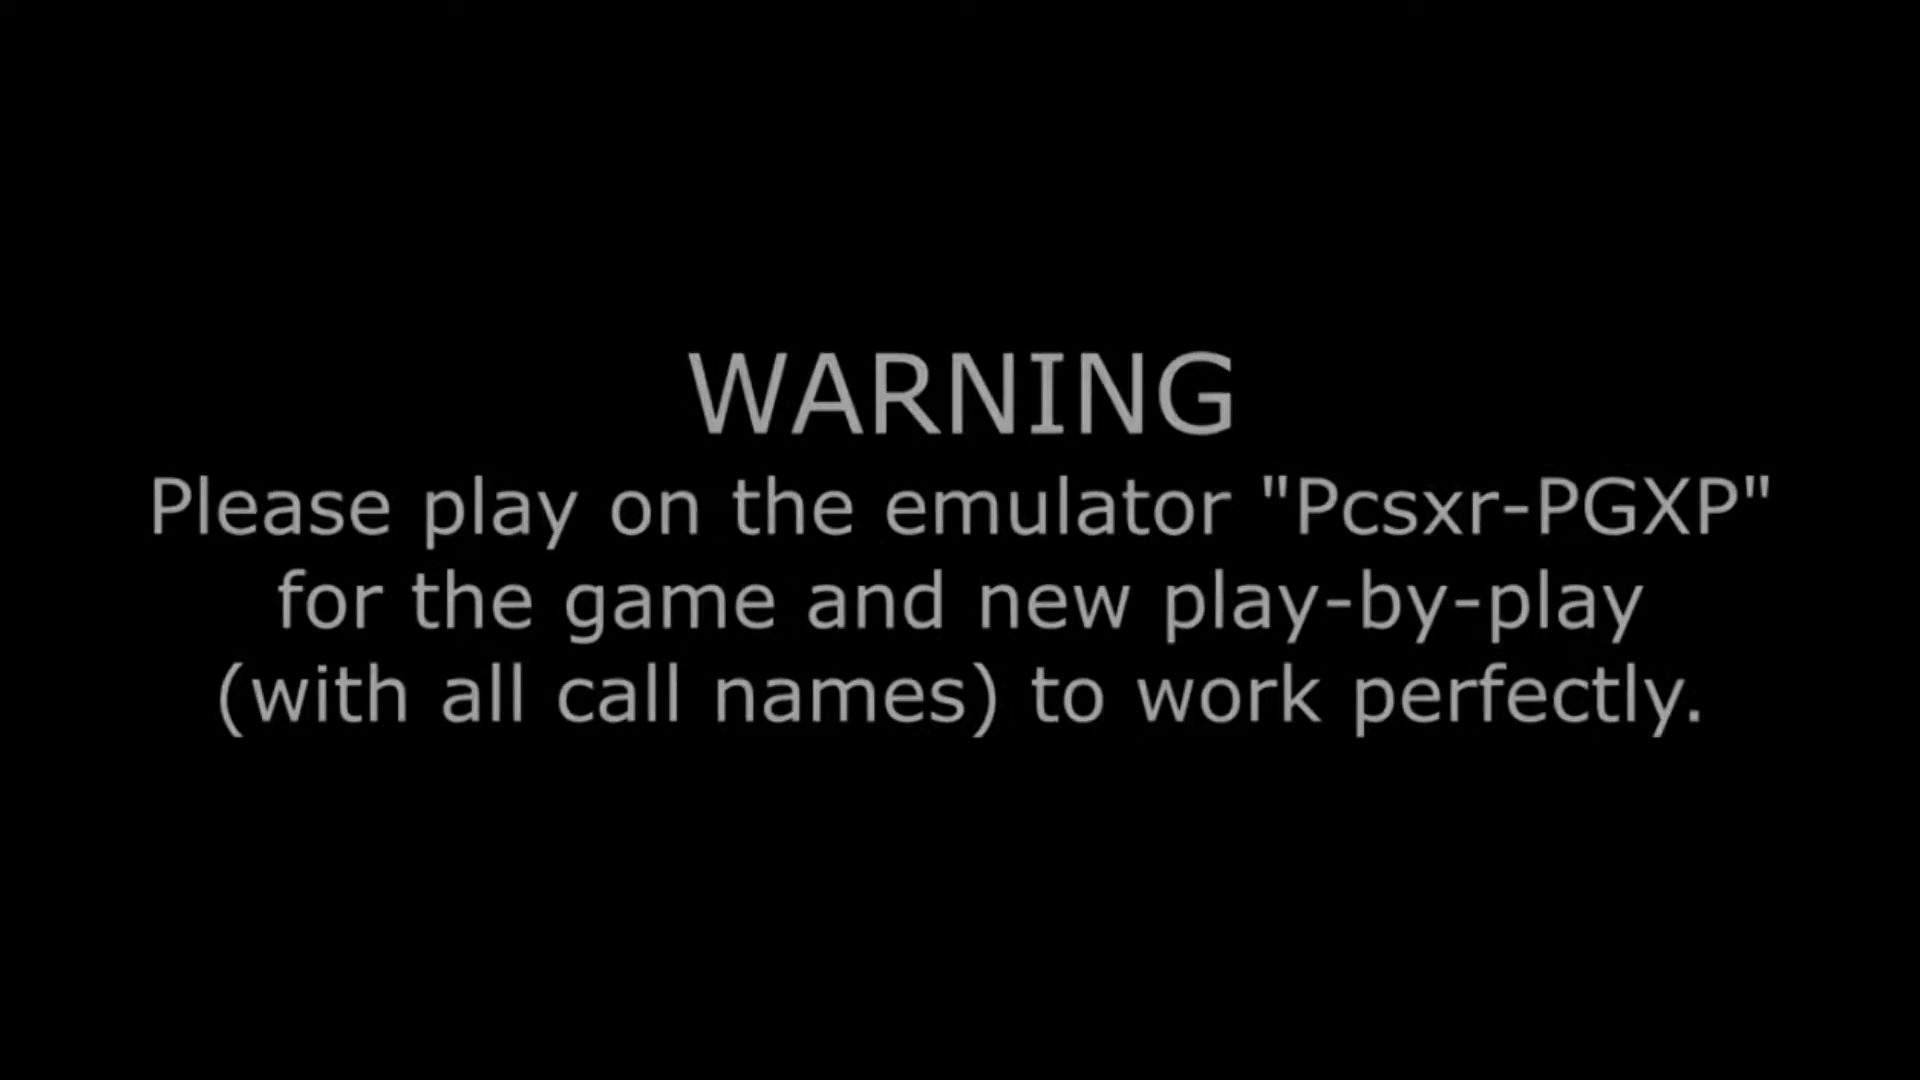 WARNING
Please play on the emulator "Pcsxr-PGXP"
for the game and new play-by-play
(with all call names) to work perfectly.